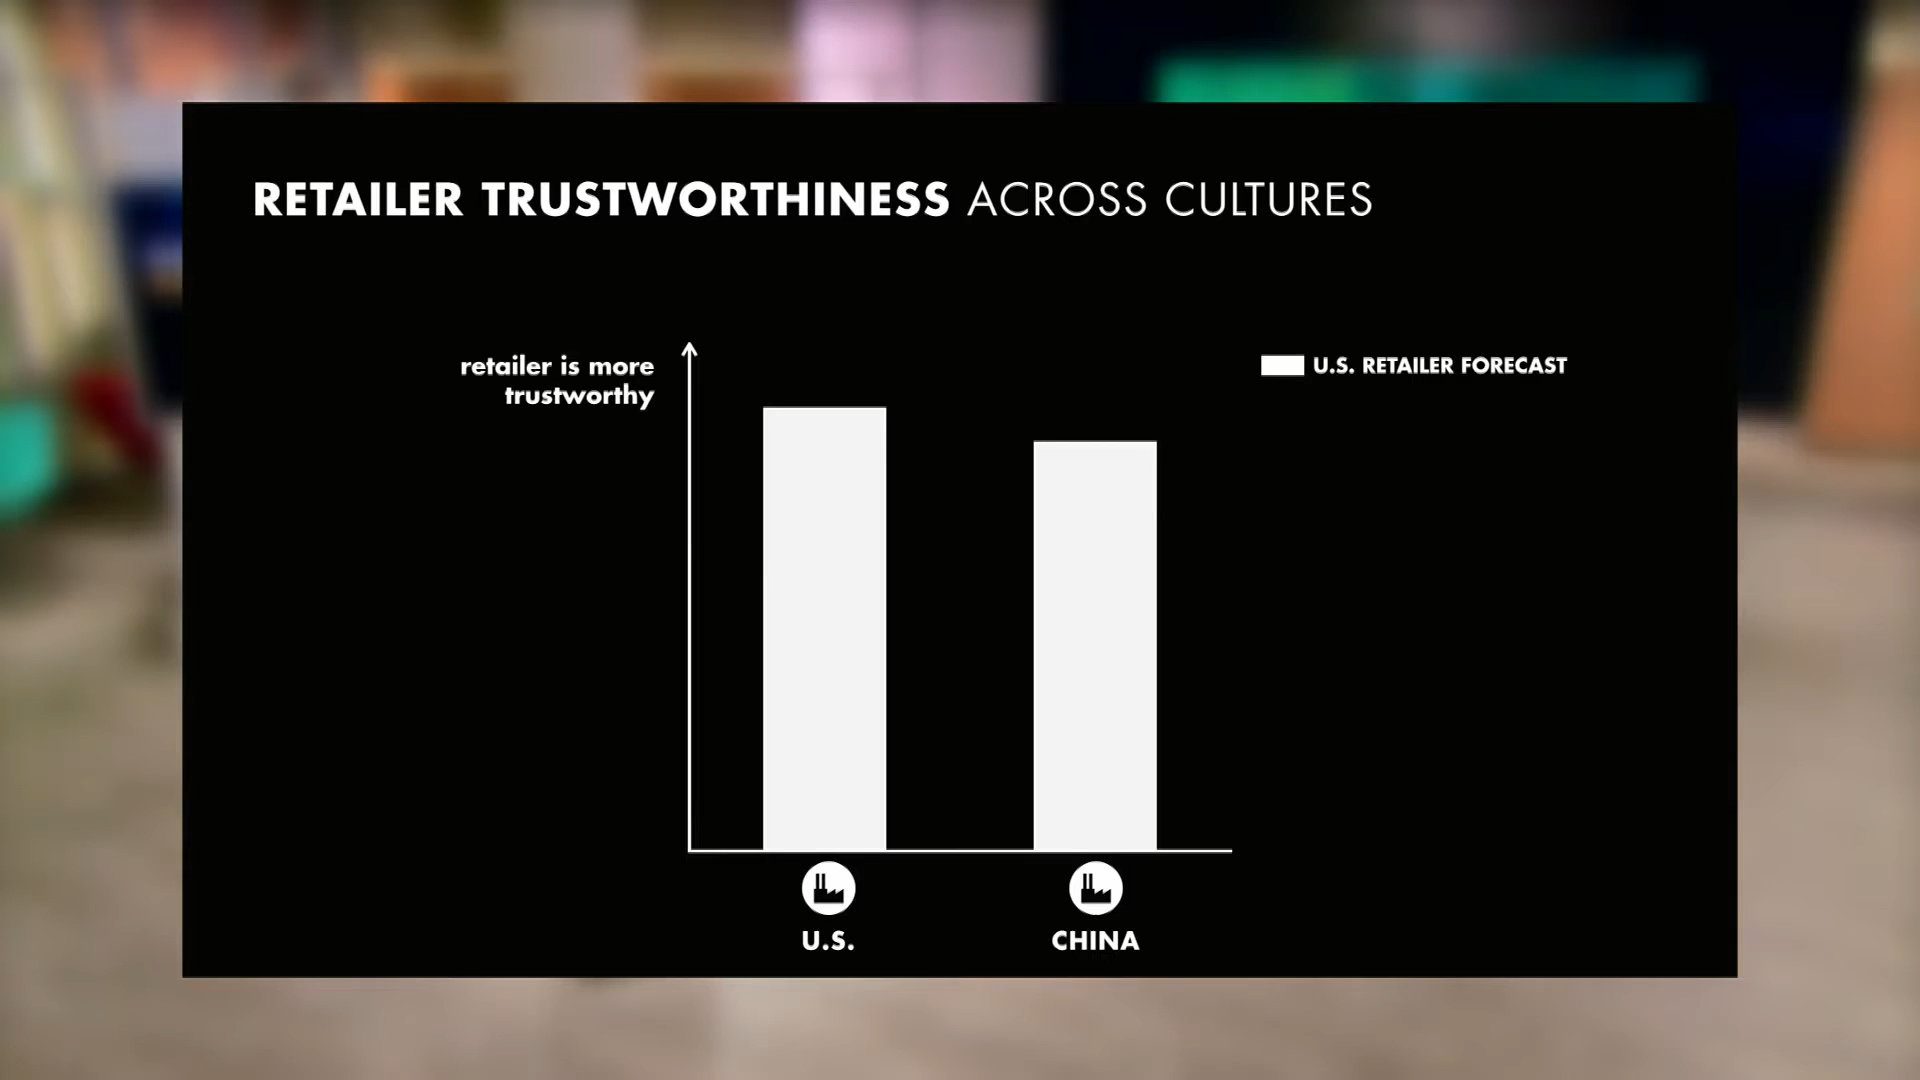 RETAILER TRUSTWORTHINESS ACROSS CULTURES
retailer is more
trustworthy
U.S. RETAILER FORECAST
U.S.
CHINA